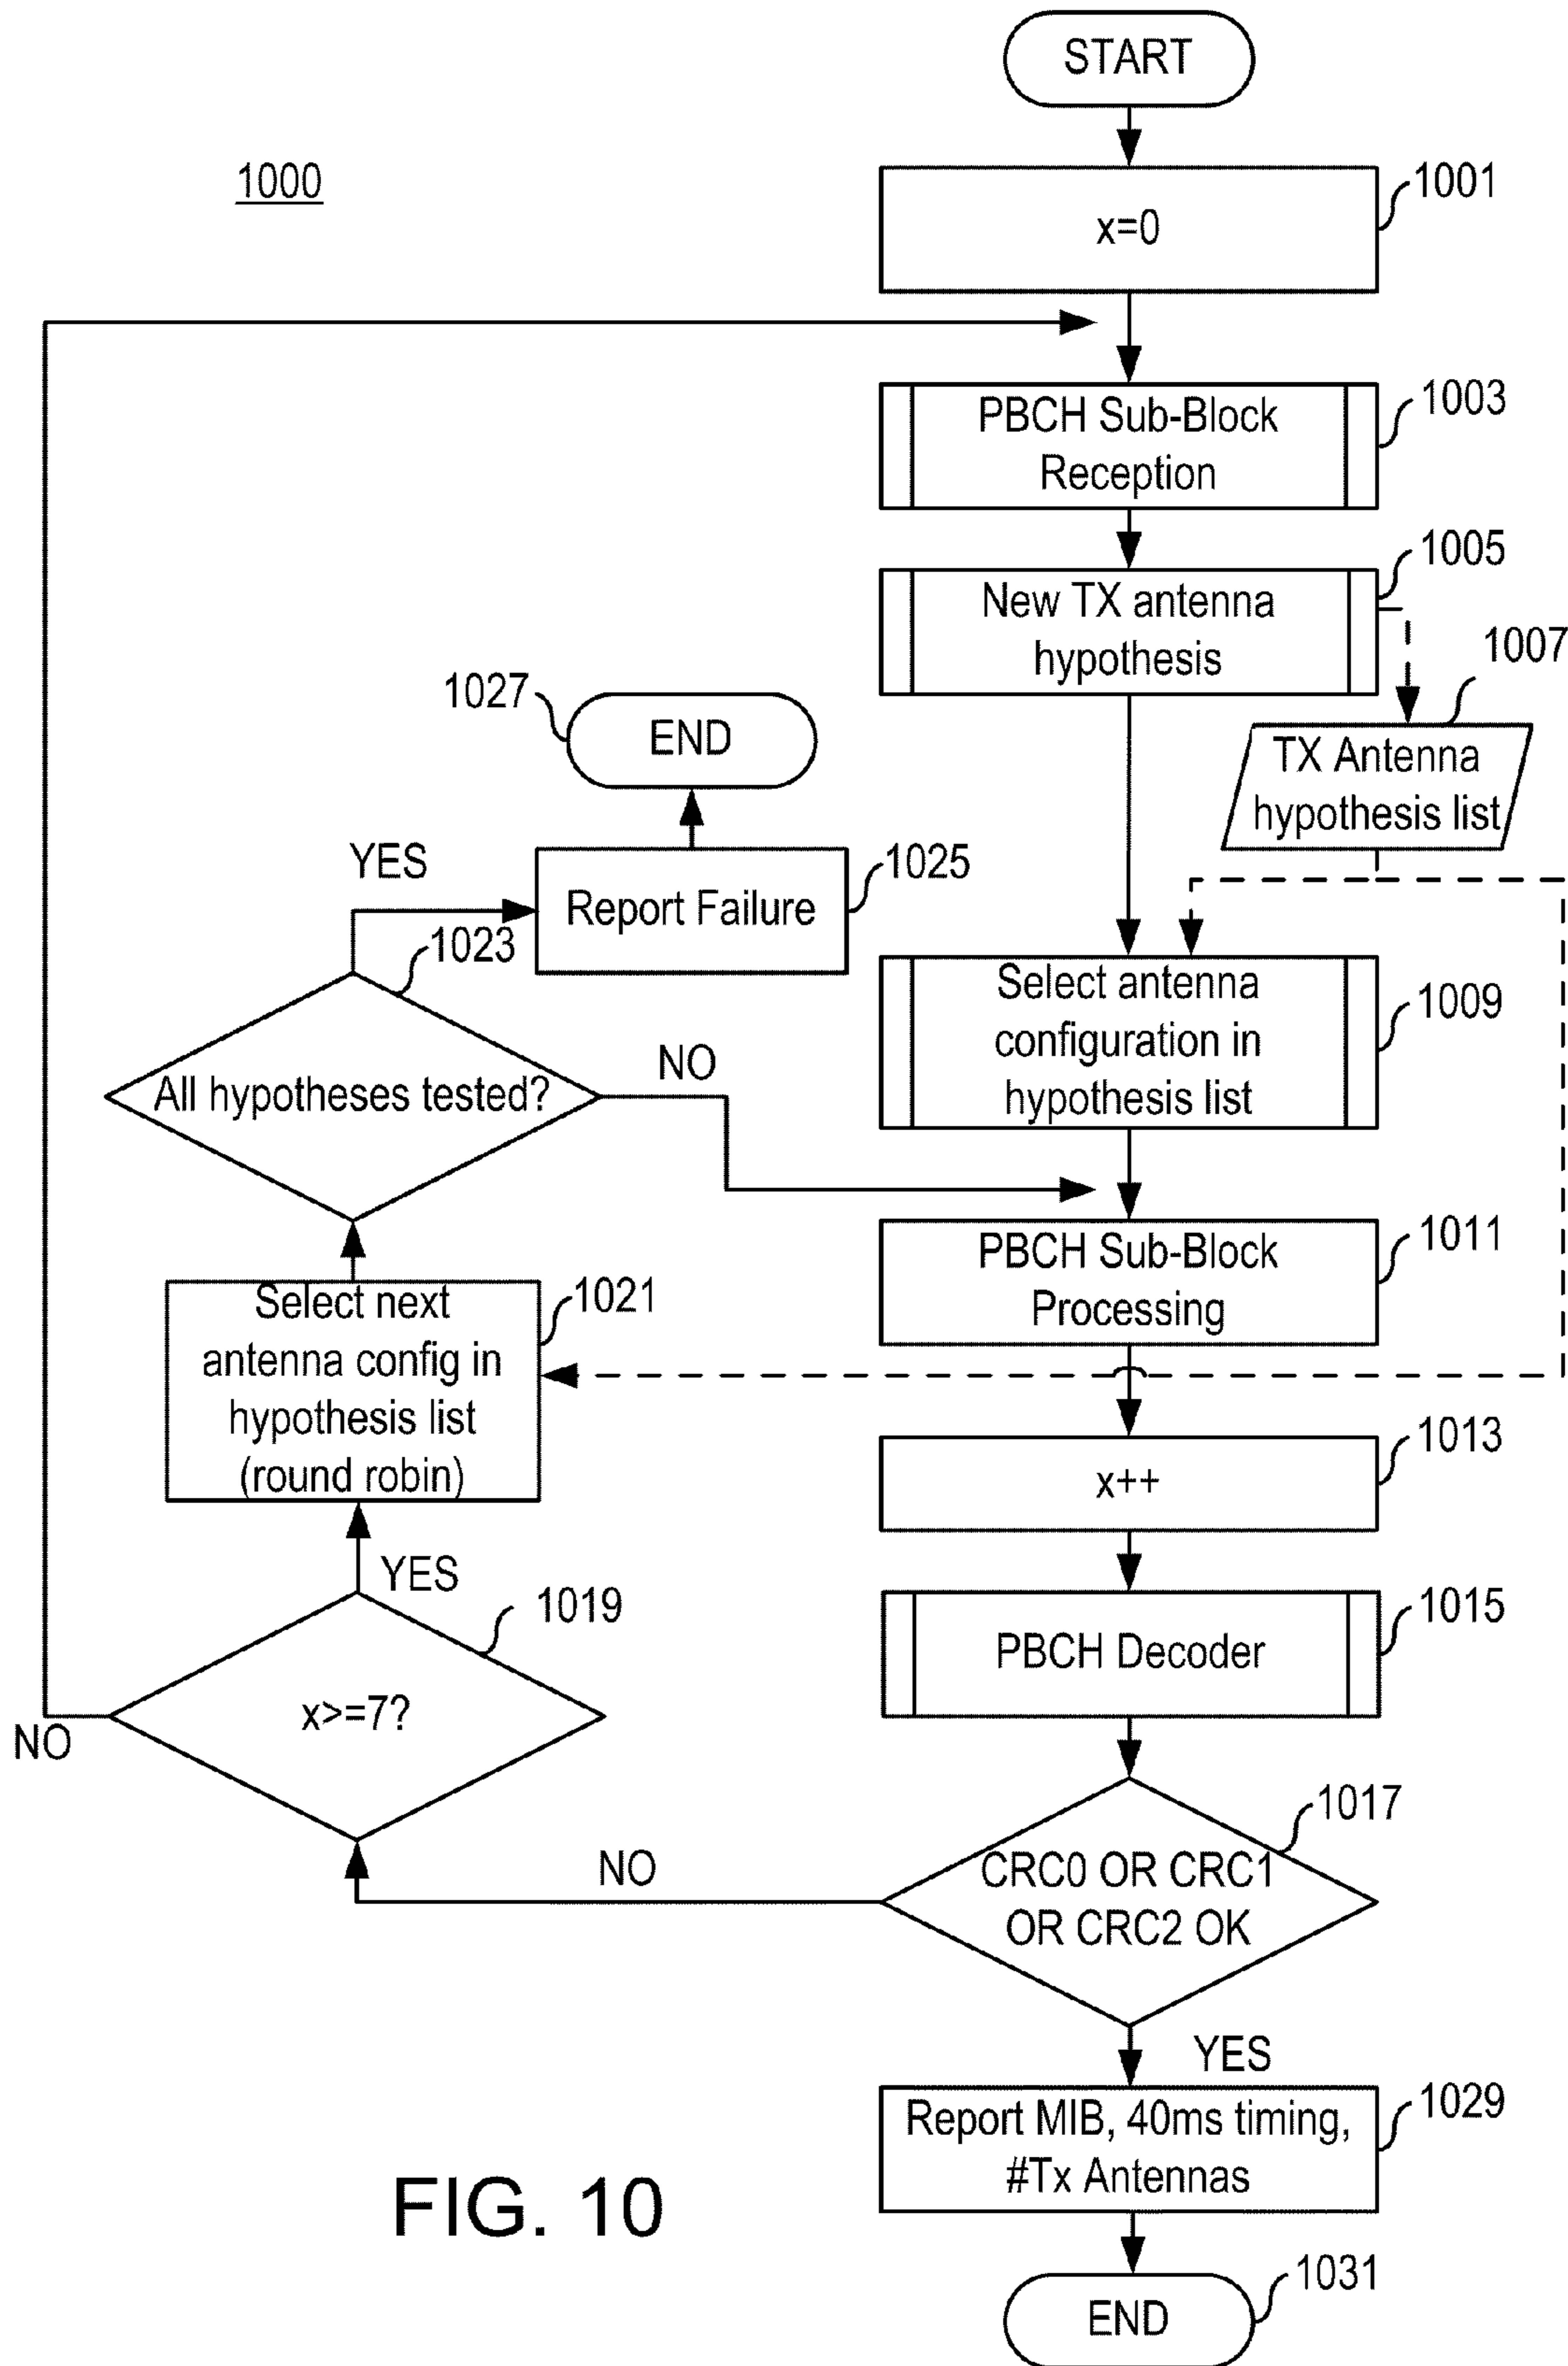 START
1000
1001
x=0
1003
PBCH Sub-Block
Reception
1005
New TX antenna
hypothesis
1007
TX Antenna
hypothesis list
1027
END
YES
1025
Report Failure
1023
Select antenna
configuration in
hypothesis list
1009
All hypotheses tested?
NO
PBCH Sub-Block
Processing
1011
Select next
antenna config in
hypothesis list
(round robin)
1021
1013
x++
YES
1019
1015
PBCH Decoder
x>=7?
NO
1017
CRC0 OR CRC1
OR CRC2 OK
NO
YES
1029
Report MIB, 40ms timing,
#Tx Antennas
FIG. 10
1031
END